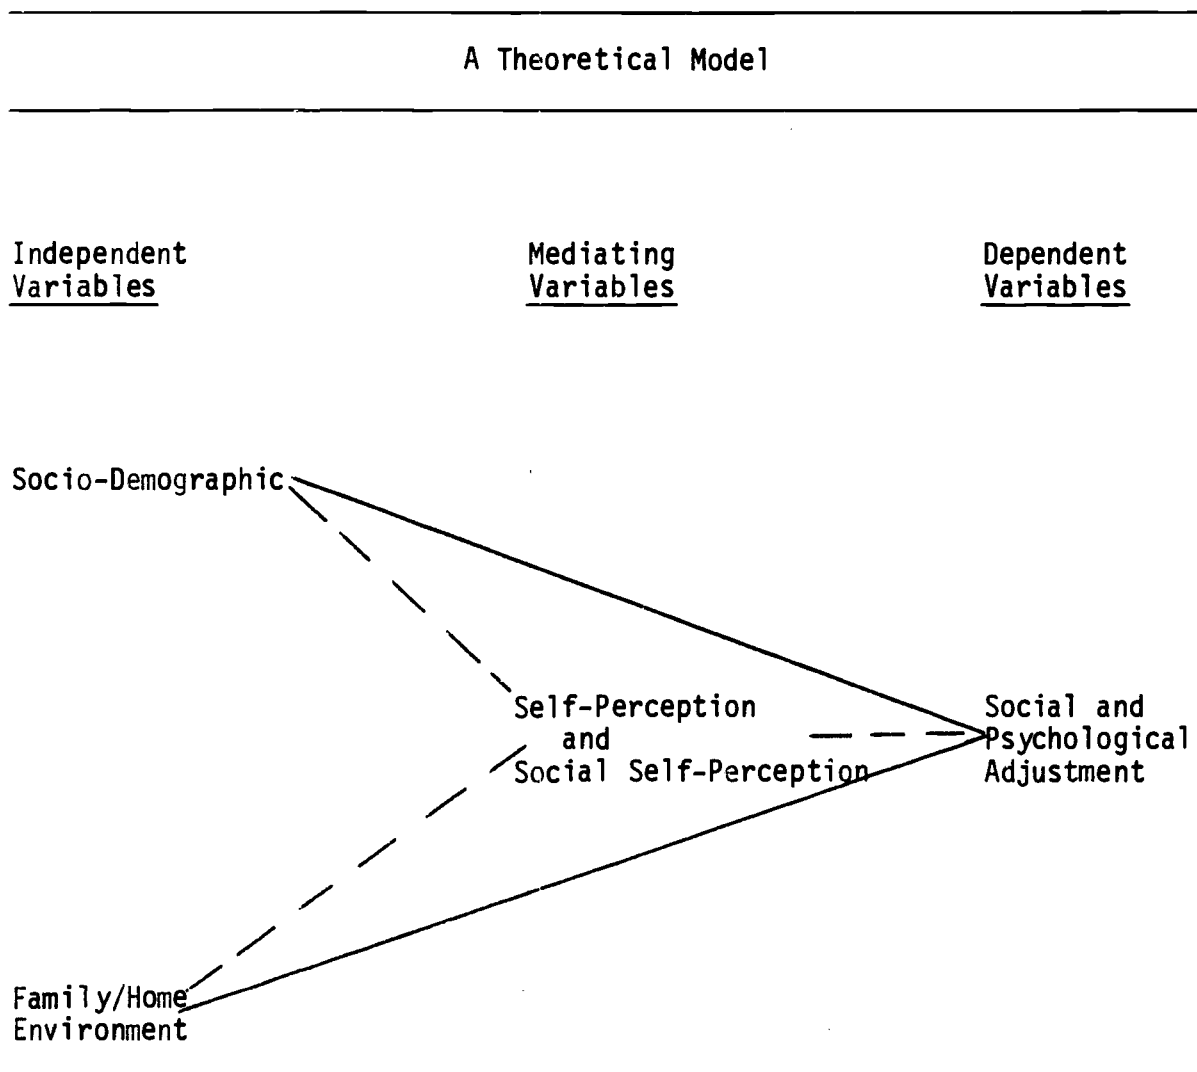 A Theoretical Model
Independent
Variables
Mediating
Variables
Dependent
Variables
Socio-Demographic
Self-Perception
and
Social Self-Perception
Social and
Psychological
Adjustment
Family/Home
Environment